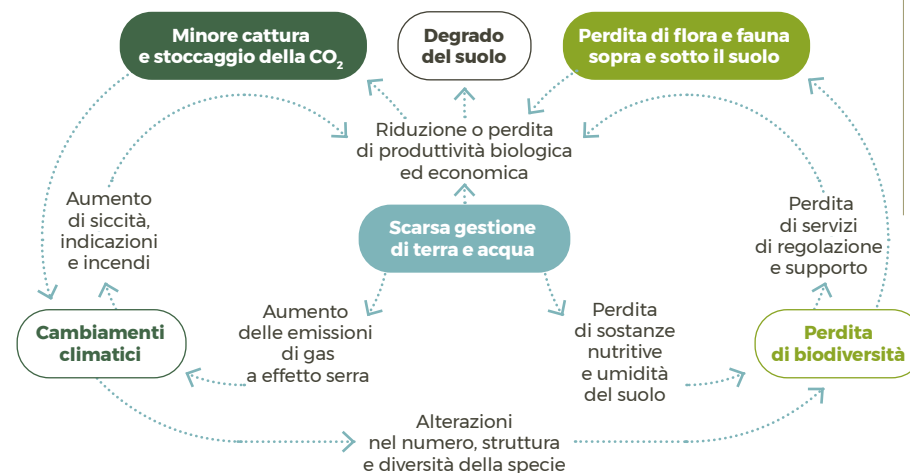 Minore cattura
e stoccaggio della CO₂
Degrado
del suolo
Perdita di flora e fauna
sopra e sotto il suolo
Riduzione o perdita
di produttività biologica
ed economica
Aumento
di siccità,
indicazioni
e incendi
Scarsa gestione
di terra e acqua
Perdita
di servizi
di regolazione
e supporto
Cambiamenti
climatici
Aumento
delle emissioni
di gas
a effetto serra
Perdita
di sostanze
nutritive
e umidità
del suolo
Perdita
di biodiversità
Alterazioni
nel numero, struttura
e diversità della specie